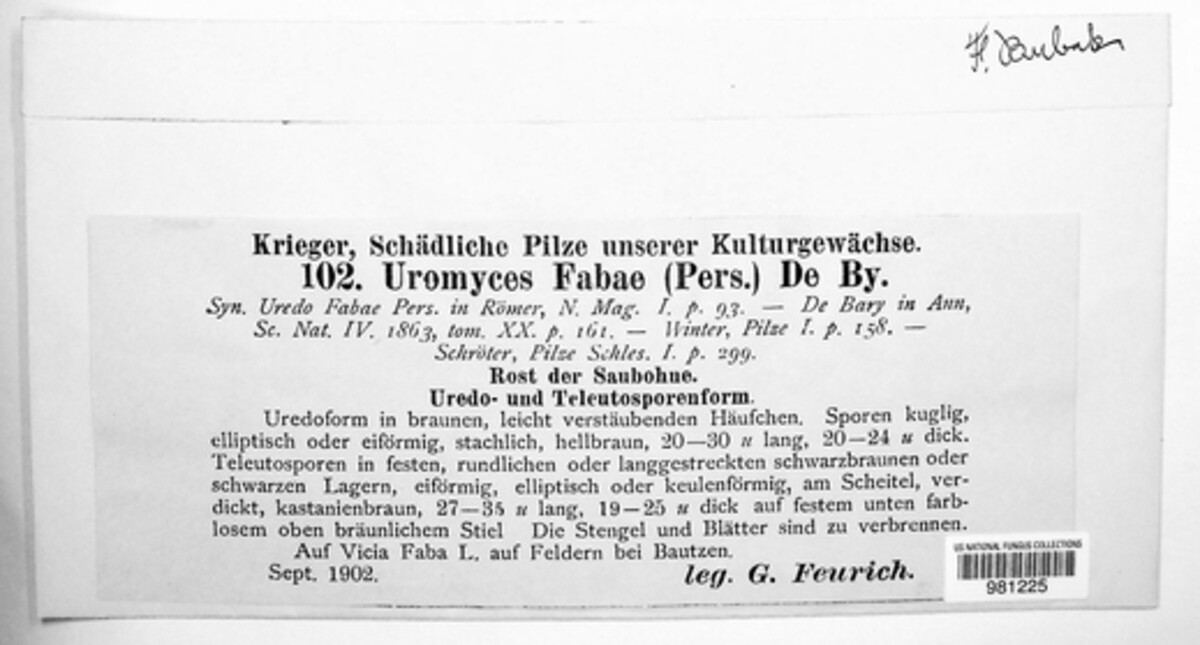 Krieger, Schädliche Pilze unserer Kulturgewächse.
102. Uromyces Fabae (Pers.) De By.
Syn. Uredo Fabae Pers. in Römer, N. Mag. I. p. 93. — De Bary in Ann,
Sc. Nat. IV. 1863, tom. XX. p. 161. — Winter, Pilze I. p. 158. —
Schröter, Pilze Schles. I. p. 299.
Rost der Saubohne.
Uredo- und Teleutosporenform.
Uredoform in braunen, leicht verstäubenden Häufchen. Sporen kuglig,
elliptisch oder eiförmig, stachlich, hellbraun, 20—30 u lang, 20—24 u dick.
Teleutosporen in festen, rundlichen oder langgestreckten schwarzbraunen oder
schwarzen Lagern, eiförmig, elliptisch oder keulenförmig, am Scheitel, ver-
dickt, kastanienbraun, 27—35 u lang, 19—25 u dick auf festem unten farb-
losem oben bräunlichem Stiel Die Stengel und Blätter sind zu verbrennen.
Auf Vicia Faba L. auf Feldern bei Bautzen.
Sept. 1902. leg. G. Feurich.
US NATIONAL FUNGUS COLLECTIONS
981225